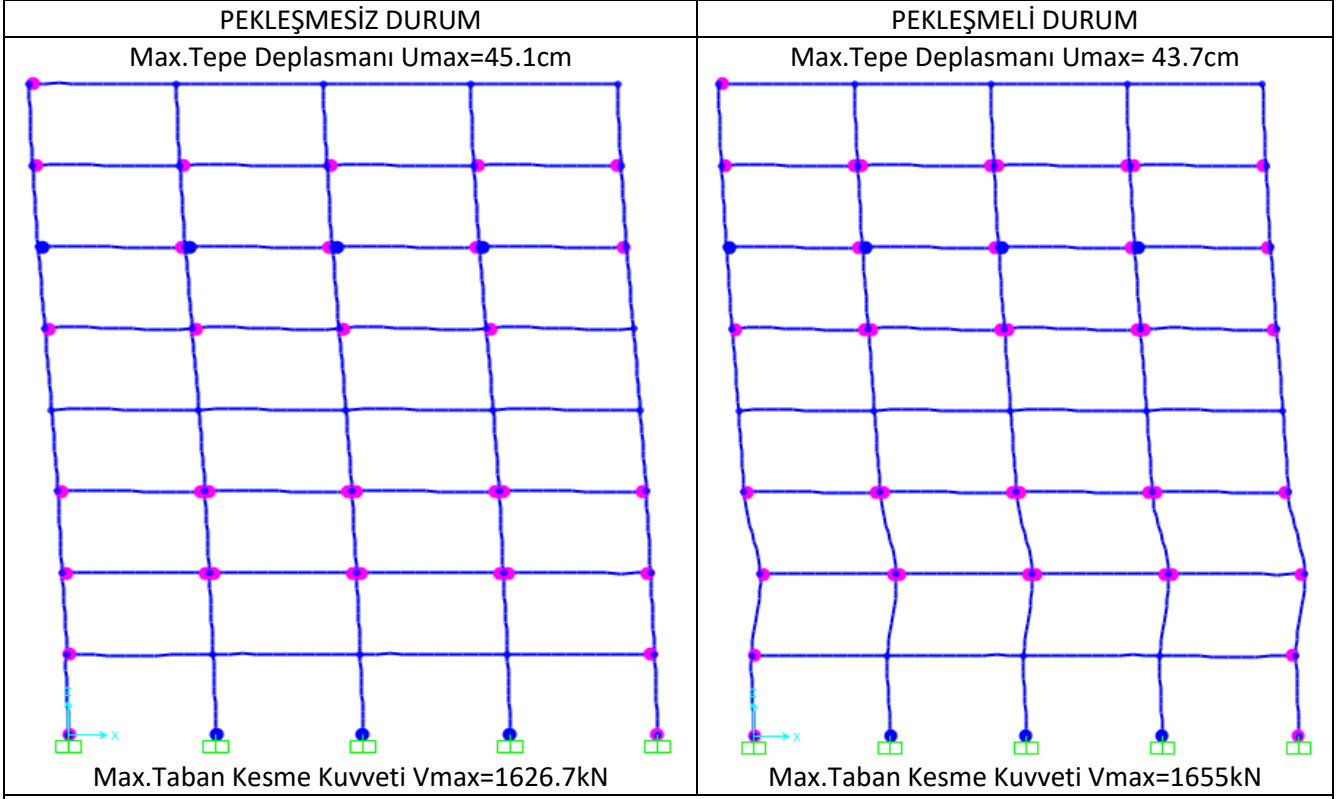 PEKLEŞMESİZ DURUM
PEKLEŞMELİ DURUM
Max.Tepe Deplasmanı Umax=45.1cm
Max.Tepe Deplasmanı Umax= 43.7cm
Z
X
Z
X
Max.Taban Kesme Kuvveti Vmax=1626.7kN
Max.Taban Kesme Kuvveti Vmax=1655kN